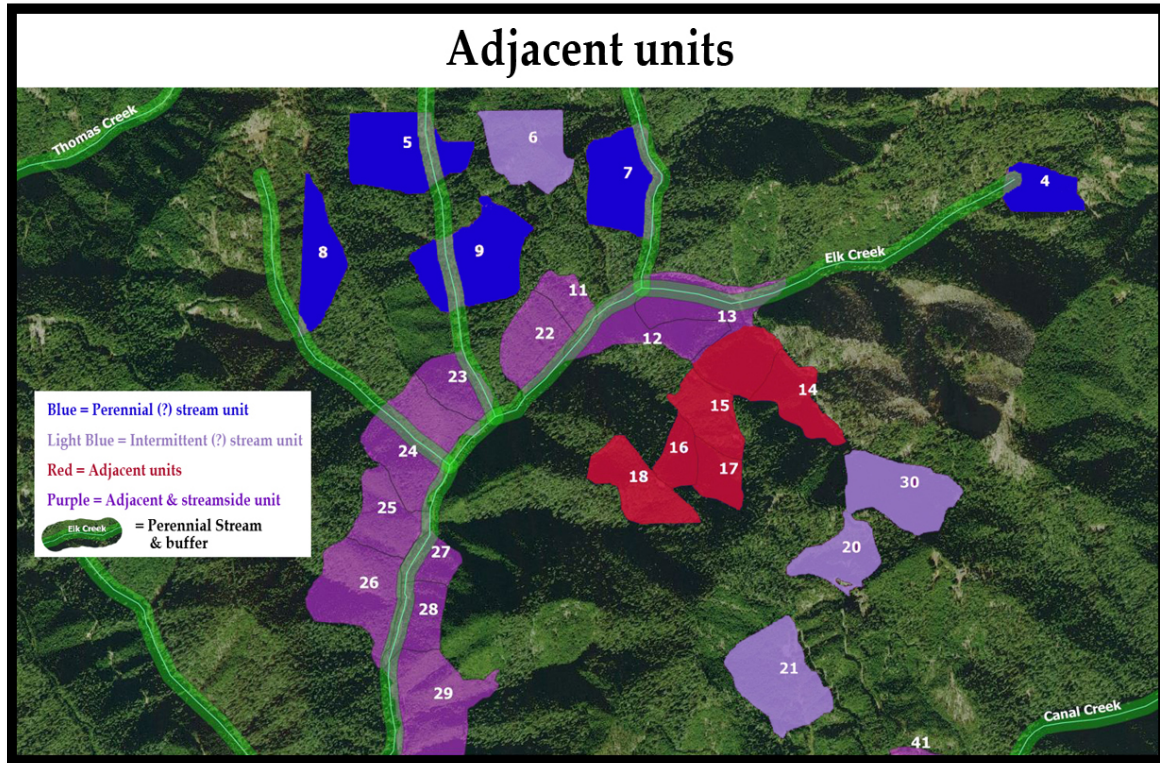 Adjacent units
Thomas Creek
5
6
7
4
8
9
Elk Creek
11
22
13
12
23
14
15
24
16
17
18
30
25
20
27
26
28
21
29
Canal Creek
41
Blue = Perennial (?) stream unit
Light Blue = Intermittent (?) stream unit
Red = Adjacent units
Purple = Adjacent & streamside unit
Elk Creek
= Perennial Stream
& buffer